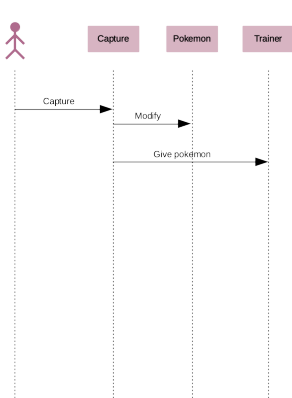 Capture
Pokemon
Trainer
Capture
Modify
Give pokemon